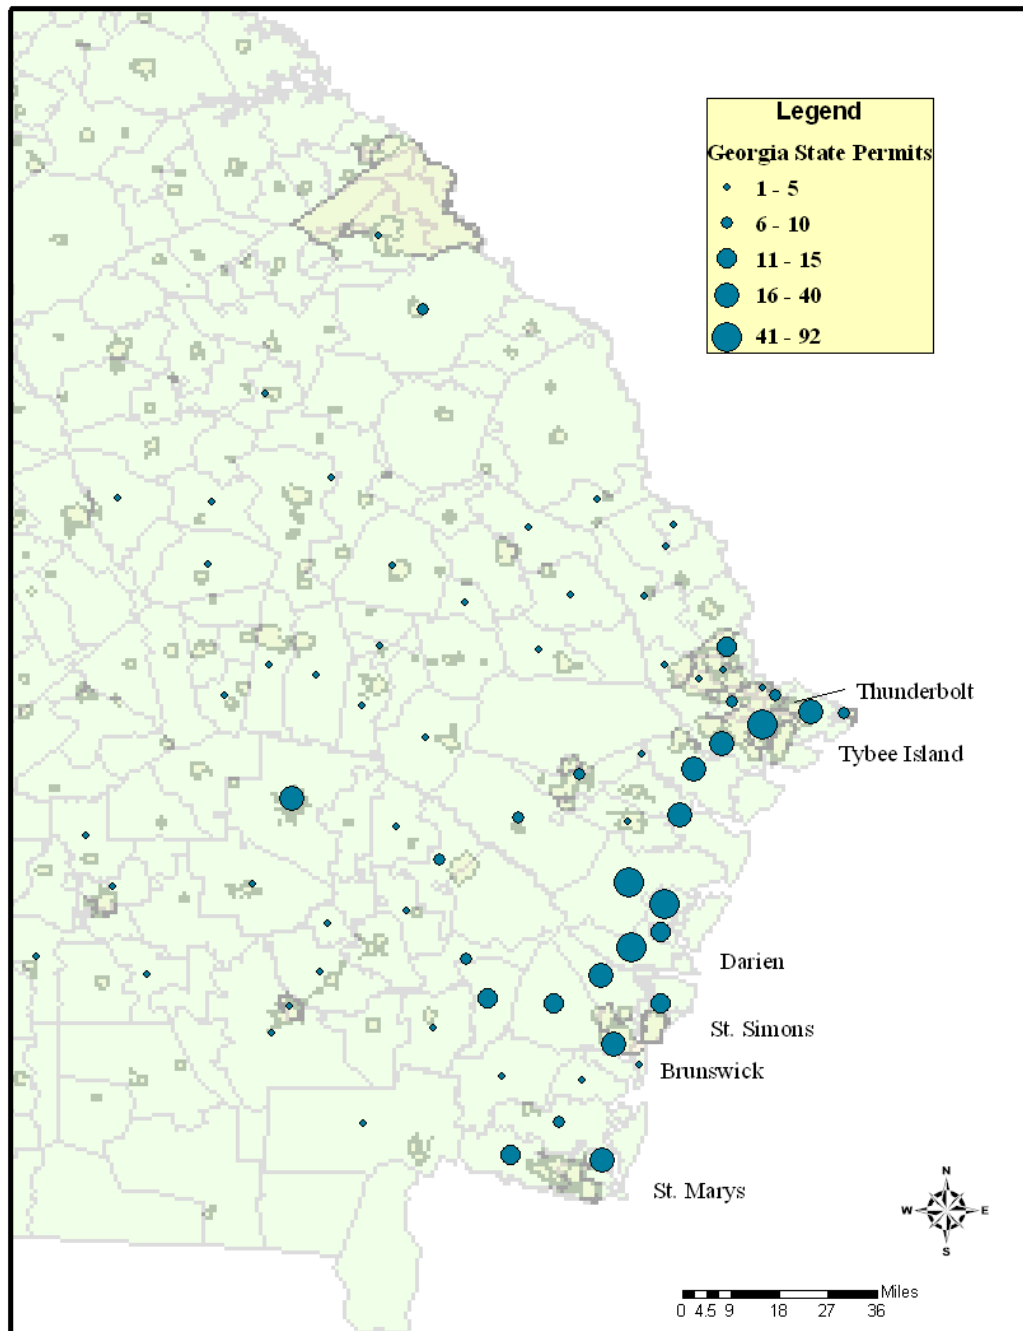 Legend
Georgia State Permits
1 - 5
6 - 10
11 - 15
16 - 40
41 - 92
Thunderbolt
Tybee Island
Darien
St. Simons
Brunswick
St. Marys
N
W E
S
Miles
0 4.5 9 18 27 36